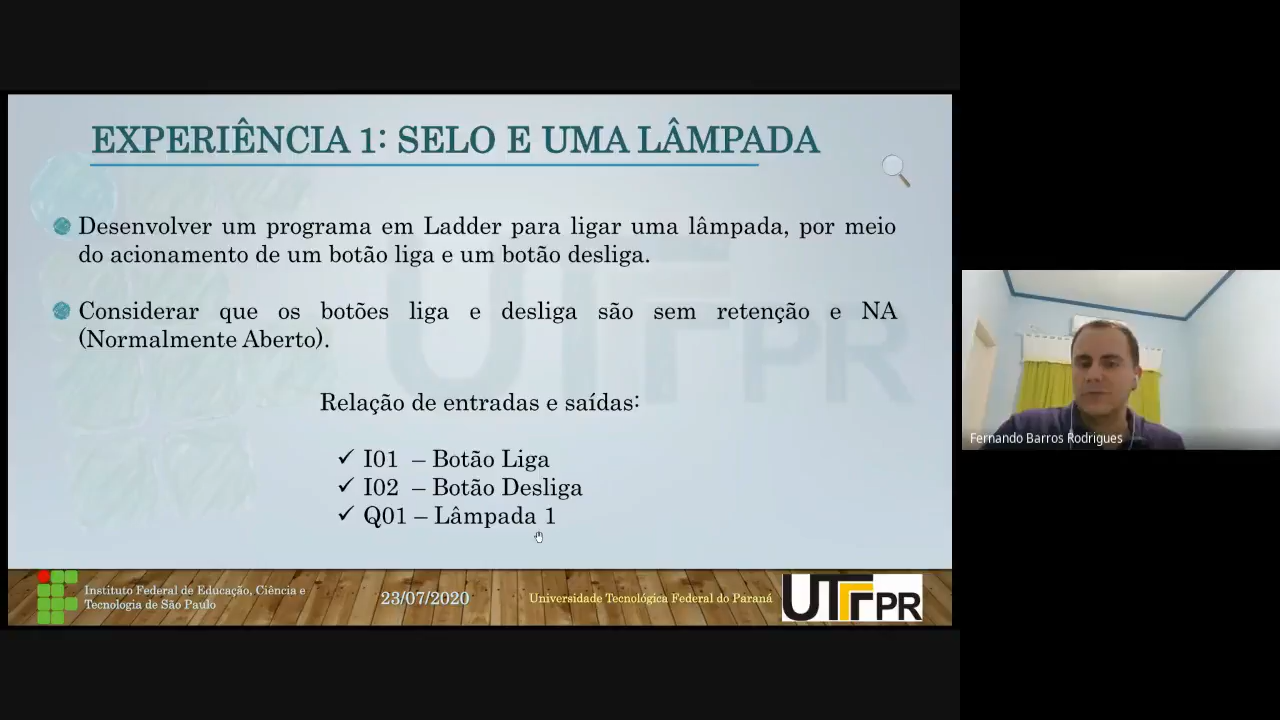 EXPERIÊNCIA 1: SELO E UMA LÂMPADA
Desenvolver um programa em Ladder para ligar uma lâmpada, por meio
do acionamento de um botão liga e um botão desliga.
Considerar que os botões liga e desliga são sem retenção e NA
(Normalmente Aberto).
Relação de entradas e saídas:
✓ I01 – Botão Liga
✓ I02 – Botão Desliga
✓ Q01 – Lâmpada 1
Instituto Federal de Educação, Ciência e
Tecnologia de São Paulo
23/07/2020
Universidade Tecnológica Federal do Paraná
UTFPR
UTFPR
Fernando Barros Rodrigues